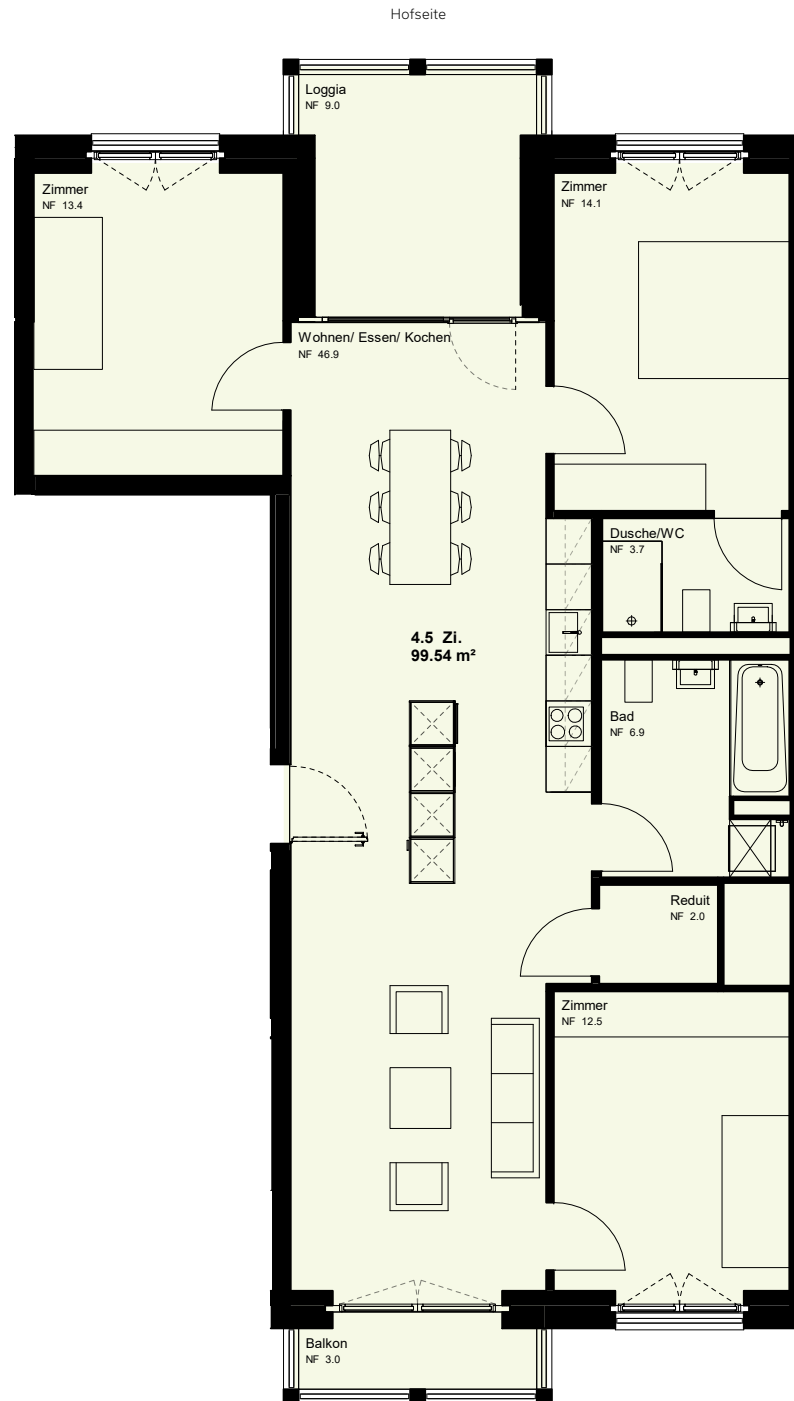 Hofseite
Loggia
NF 9.0
Zimmer
NF 13.4
Zimmer
NF 14.1
Wohnen/ Essen/ Kochen
NF 46.9
Dusche/WC
NF 3.7
4.5 Zi.
99.54 m²
Bad
NF 6.9
Reduit
NF 2.0
Zimmer
NF 12.5
Balkon
NF 3.0